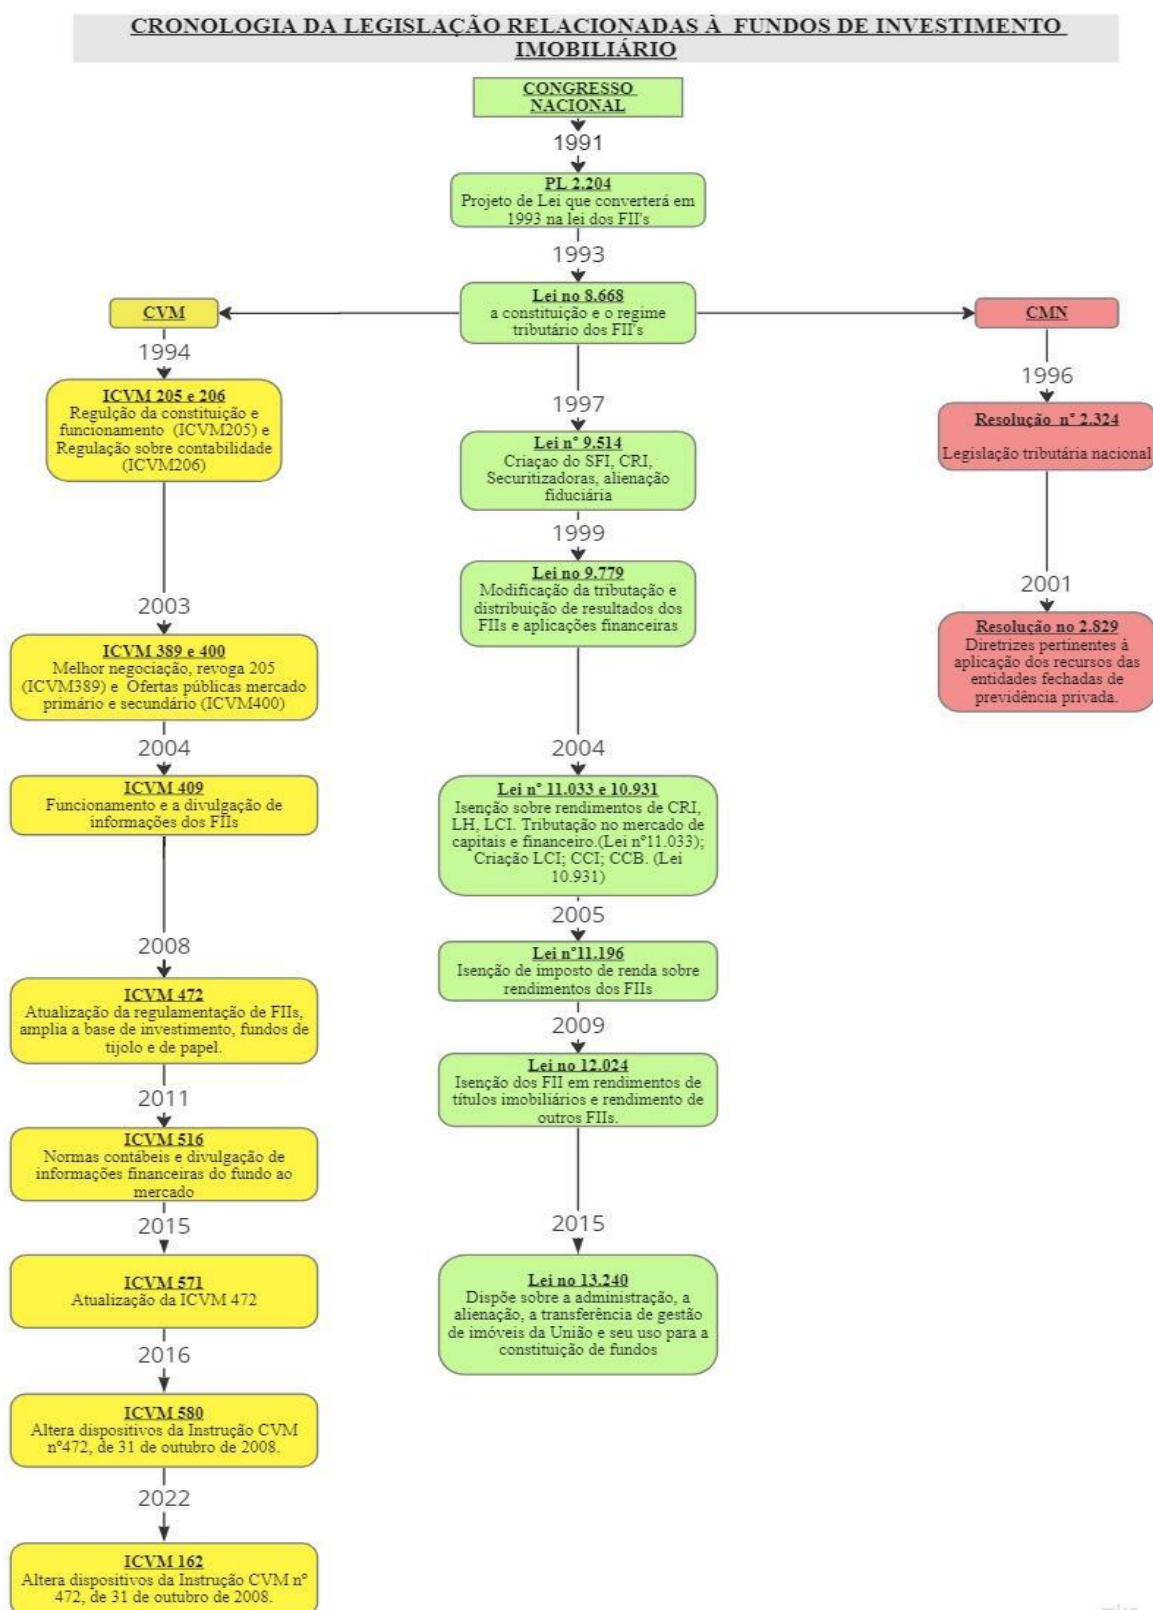 CRONOLOGIA DA LEGISLAÇÃO RELACIONADAS À FUNDOS DE INVESTIMENTO
IMOBILIÁRIO
CONGRESSO
NACIONAL
1991
PL 2.204
Projeto de Lei que converterá em
1993 na lei dos FII's
1993
Lei no 8.668
a constituição e o regime
tributário dos FII's
CVM
1994
ICVM 205 e 206
Regulção da constituição e
funcionamento (ICVM205) e
Regulação sobre contabilidade
(ICVM206)
2003
ICVM 389 e 400
Melhor negociação, revoga 205
(ICVM389) e Ofertas públicas mercado
primário e secundário (ICVM400)
2004
ICVM 409
Funcionamento e a divulgação de
informações dos FIIs
2008
ICVM 472
Atualização da regulamentação de FIIs,
amplia a base de investimento, fundos de
tijolo e de papel.
2011
ICVM 516
Normas contábeis e divulgação de
informações financeiras do fundo ao
mercado
2015
ICVM 571
Atualização da ICVM 472
2016
ICVM 580
Altera dispositivos da Instrução CVM
nº472, de 31 de outubro de 2008.
2022
ICVM 162
Altera dispositivos da Instrução CVM nº
472, de 31 de outubro de 2008.
1997
Lei nº 9.514
Criaçao do SFI, CRI,
Securitizadoras, alienação
fiduciária
1999
Lei no 9.779
Modificação da tributação e
distribuição de resultados dos
FIIs e aplicações financeiras
2004
Lei nº 11.033 e 10.931
Isenção sobre rendimentos de CRI,
LH, LCI. Tributação no mercado de
capitais e financeiro.(Lei nº11.033);
Criação LCI; CCI; CCB. (Lei
10.931)
2005
Lei nº11.196
Isenção de imposto de renda sobre
rendimentos dos FIIs
2009
Lei no 12.024
Isenção dos FII em rendimentos de
títulos imobiliários e rendimento de
outros FIIs.
2015
Lei no 13.240
Dispõe sobre a administração, a
alienação, a transferência de gestão
de imóveis da União e seu uso para a
constituição de fundos
CMN
1996
Resolução nº 2.324
Legislação tributária nacional
2001
Resolução no 2.829
Diretrizes pertinentes à
aplicação dos recursos das
entidades fechadas de
previdência privada.